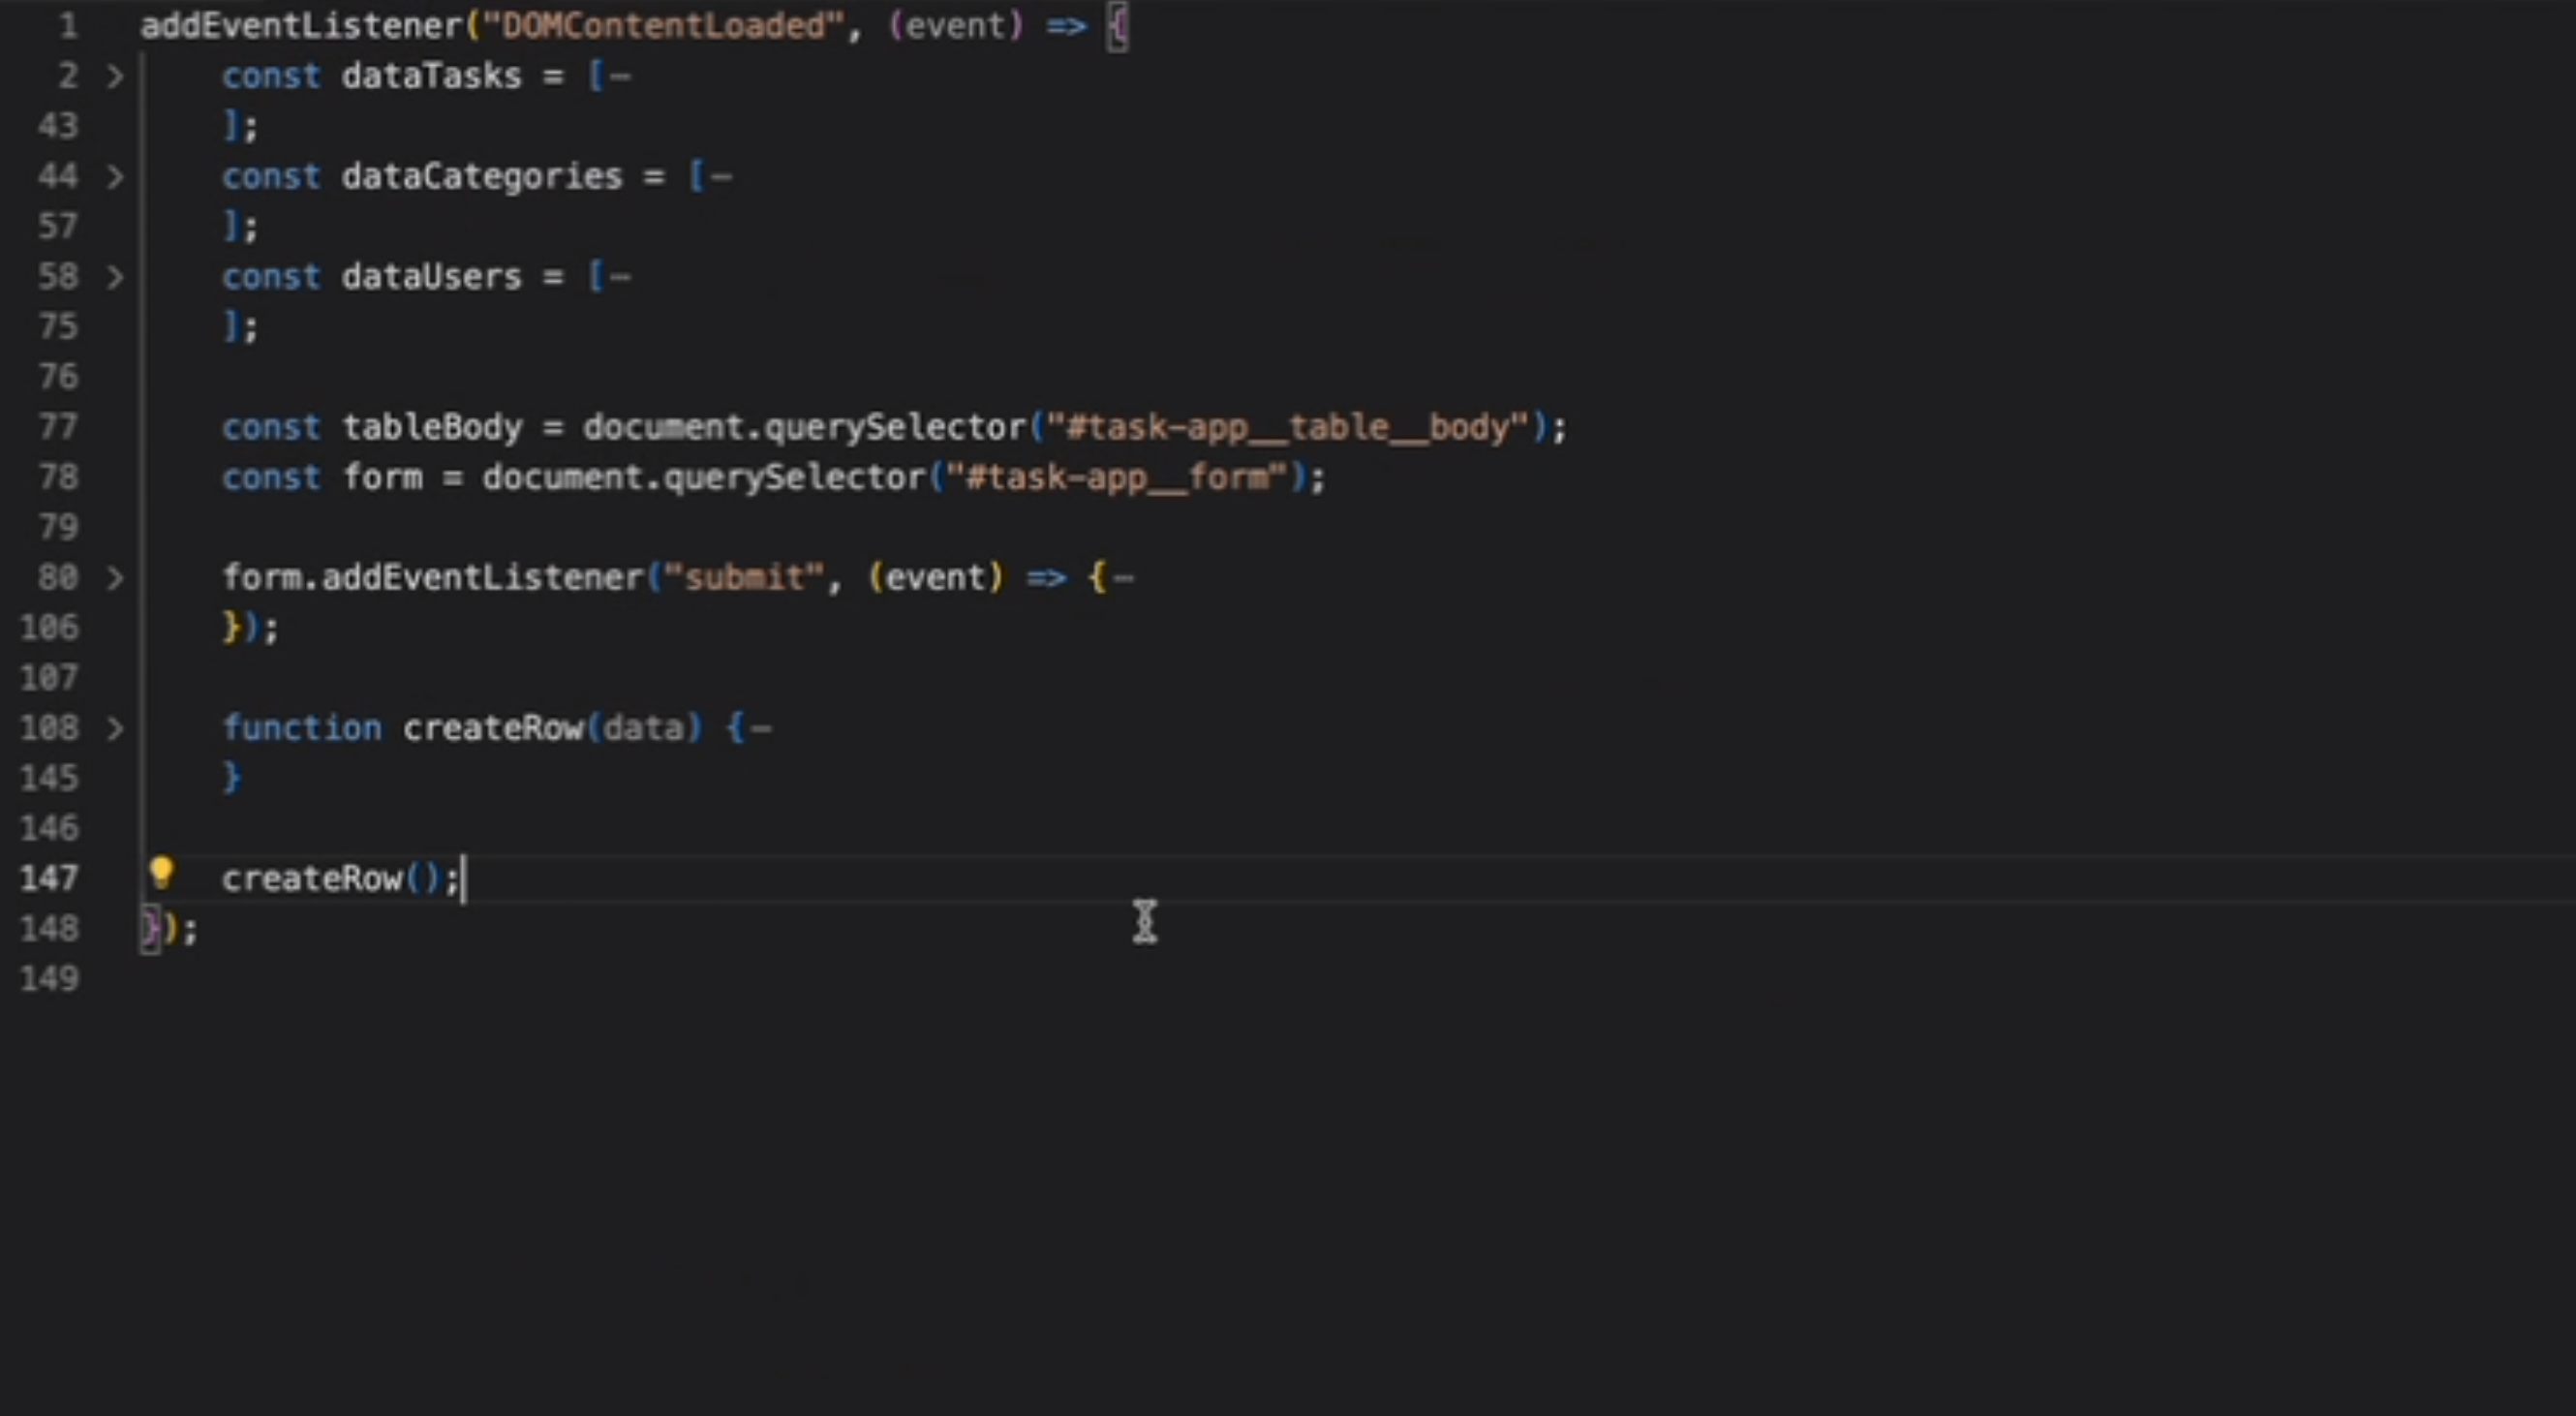 1 addEventListener("DOMContentLoaded", (event) => {
2 > const dataTasks = [–
43 ];
44 > const dataCategories = [–
57 ];
58 > const dataUsers = [–
75 ];
76
77 const tableBody = document.querySelector("#task-app__table__body");
78 const form = document.querySelector("#task-app__form");
79
80 > form.addEventListener("submit", (event) => {–
106 });
107
108 > function createRow(data) {–
145 }
146
147 createRow();
148 });
149